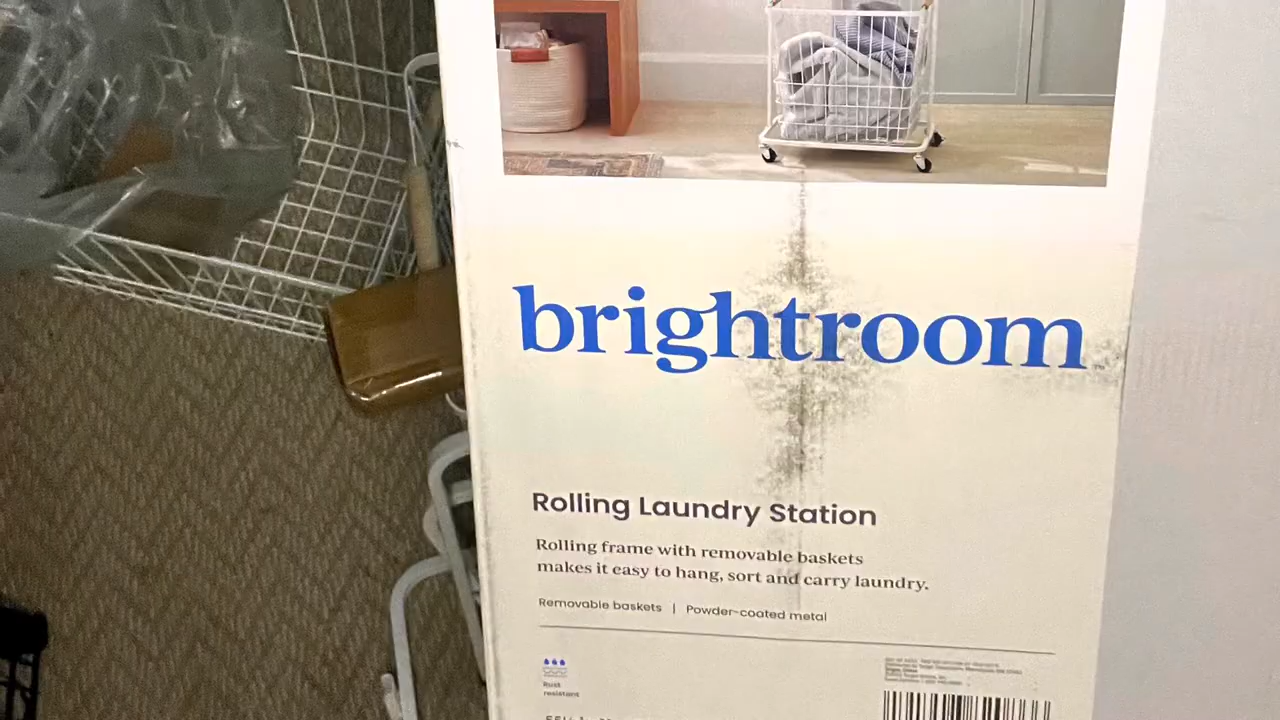 brightroom™
Rolling Laundry Station
Rolling frame with removable baskets
makes it easy to hang, sort and carry laundry.
Removable baskets | Powder-coated metal
Rust
resistant